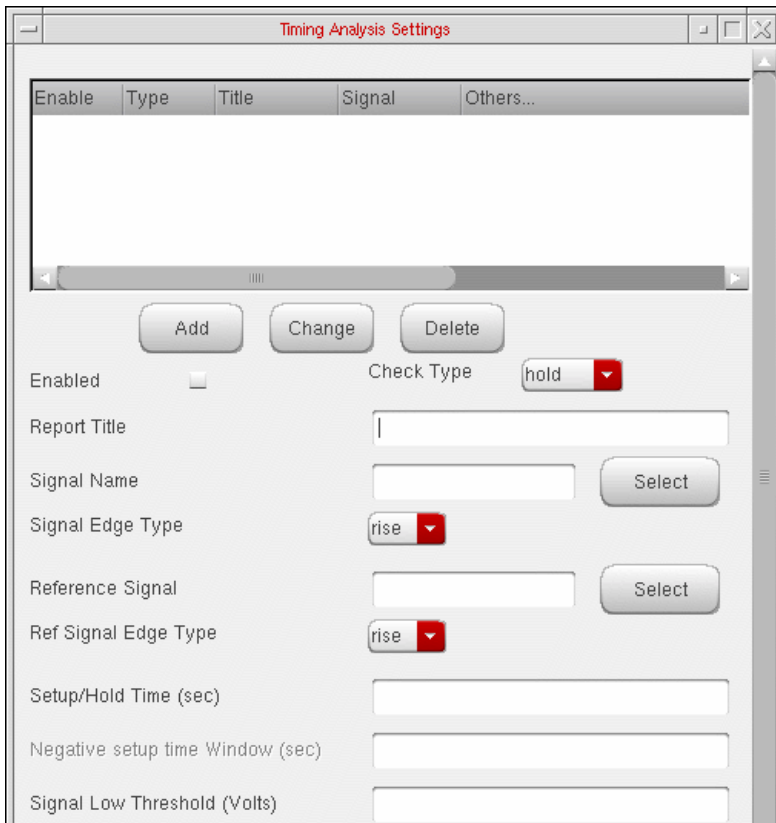 Timing Analysis Settings
Enable Type Title Signal Others...
Add Change Delete
Enabled Check Type hold
Report Title
Signal Name Select
Signal Edge Type rise
Reference Signal Select
Ref Signal Edge Type rise
Setup/Hold Time (sec)
Negative setup time Window (sec)
Signal Low Threshold (Volts)